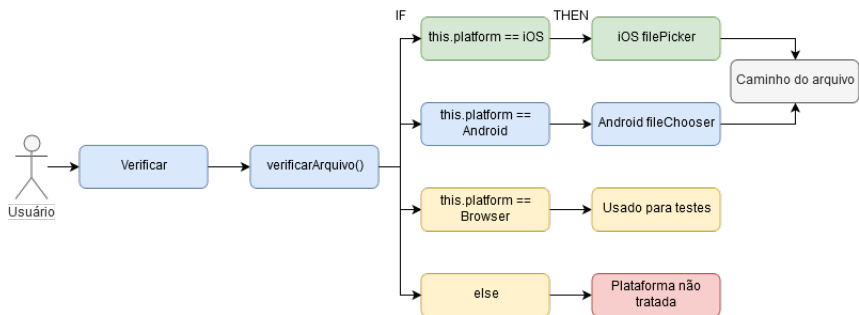 IF
THEN
this.platform == iOS
iOS filePicker
Caminho do arquivo
this.platform ==
Android
Android fileChooser
Usuário
Verificar
verificarArquivo()
this.platform ==
Browser
Usado para testes
else
Plataforma não
tratada